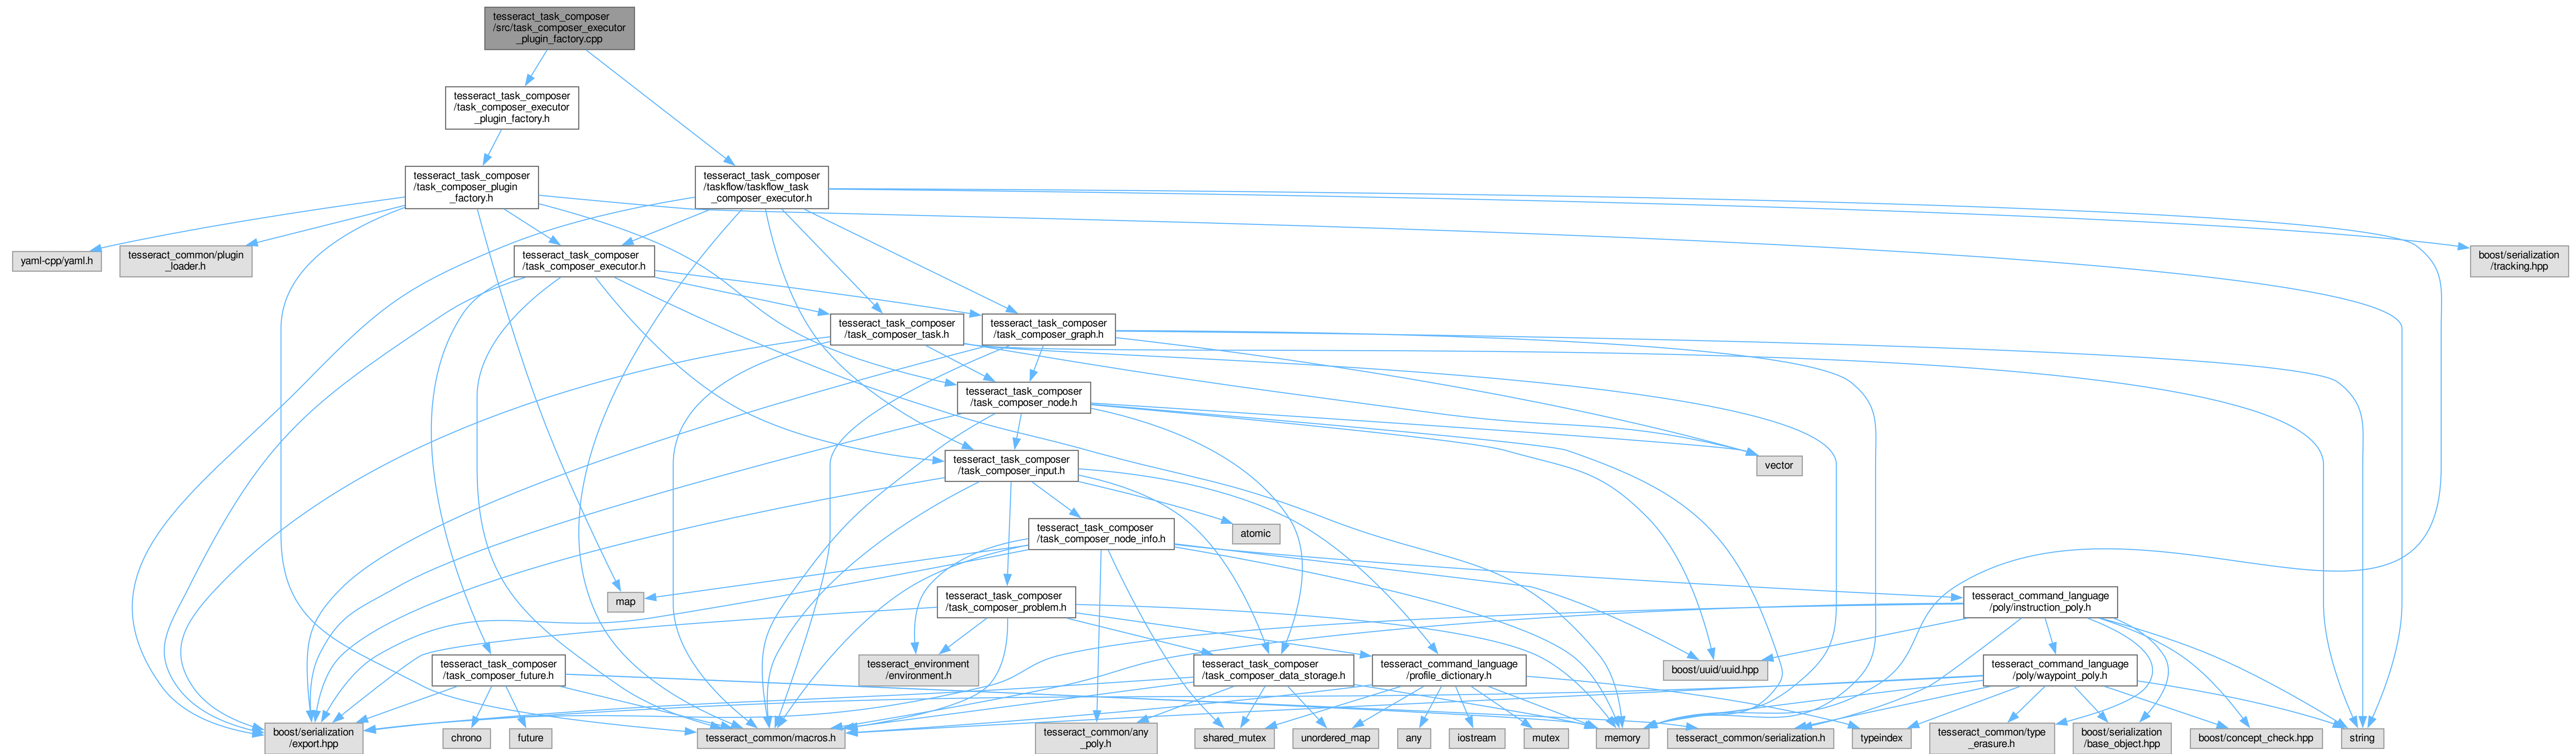 tesseract_task_composer
/src/task_composer_executor
_plugin_factory.cpp
tesseract_task_composer
/task_composer_executor
_plugin_factory.h
tesseract_task_composer
/task_composer_plugin
_factory.h
tesseract_task_composer
/taskflow/taskflow_task
_composer_executor.h
yaml-cpp/yaml.h
tesseract_common/plugin
_loader.h
tesseract_task_composer
/task_composer_executor.h
boost/serialization
/tracking.hpp
tesseract_task_composer
/task_composer_task.h
tesseract_task_composer
/task_composer_graph.h
tesseract_task_composer
/task_composer_node.h
tesseract_task_composer
/task_composer_input.h
vector
tesseract_task_composer
/task_composer_node_info.h
atomic
map
tesseract_task_composer
/task_composer_problem.h
tesseract_command_language
/poly/instruction_poly.h
tesseract_task_composer
/task_composer_future.h
tesseract_environment
/environment.h
tesseract_task_composer
/task_composer_data_storage.h
tesseract_command_language
/profile_dictionary.h
boost/uuid/uuid.hpp
tesseract_command_language
/poly/waypoint_poly.h
boost/serialization
/export.hpp
chrono
future
tesseract_common/macros.h
tesseract_common/any
_poly.h
shared_mutex
unordered_map
any
iostream
mutex
memory
tesseract_common/serialization.h
typeindex
tesseract_common/type
_erasure.h
boost/serialization
/base_object.hpp
boost/concept_check.hpp
string